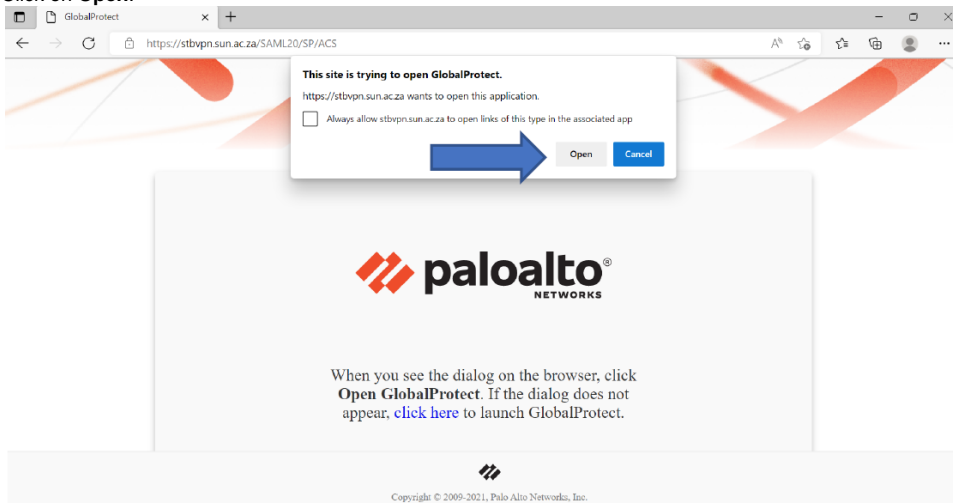 Click on Open.
GlobalProtect
https://stbvpn.sun.ac.za/SAML20/SP/ACS
This site is trying to open GlobalProtect.
https://stbvpn.sun.ac.za wants to open this application.
Always allow stbvpn.sun.ac.za to open links of this type in the associated app
Open Cancel
paloalto®
NETWORKS
When you see the dialog on the browser, click
Open GlobalProtect. If the dialog does not
appear, click here to launch GlobalProtect.
Copyright © 2009-2021, Palo Alto Networks, Inc.